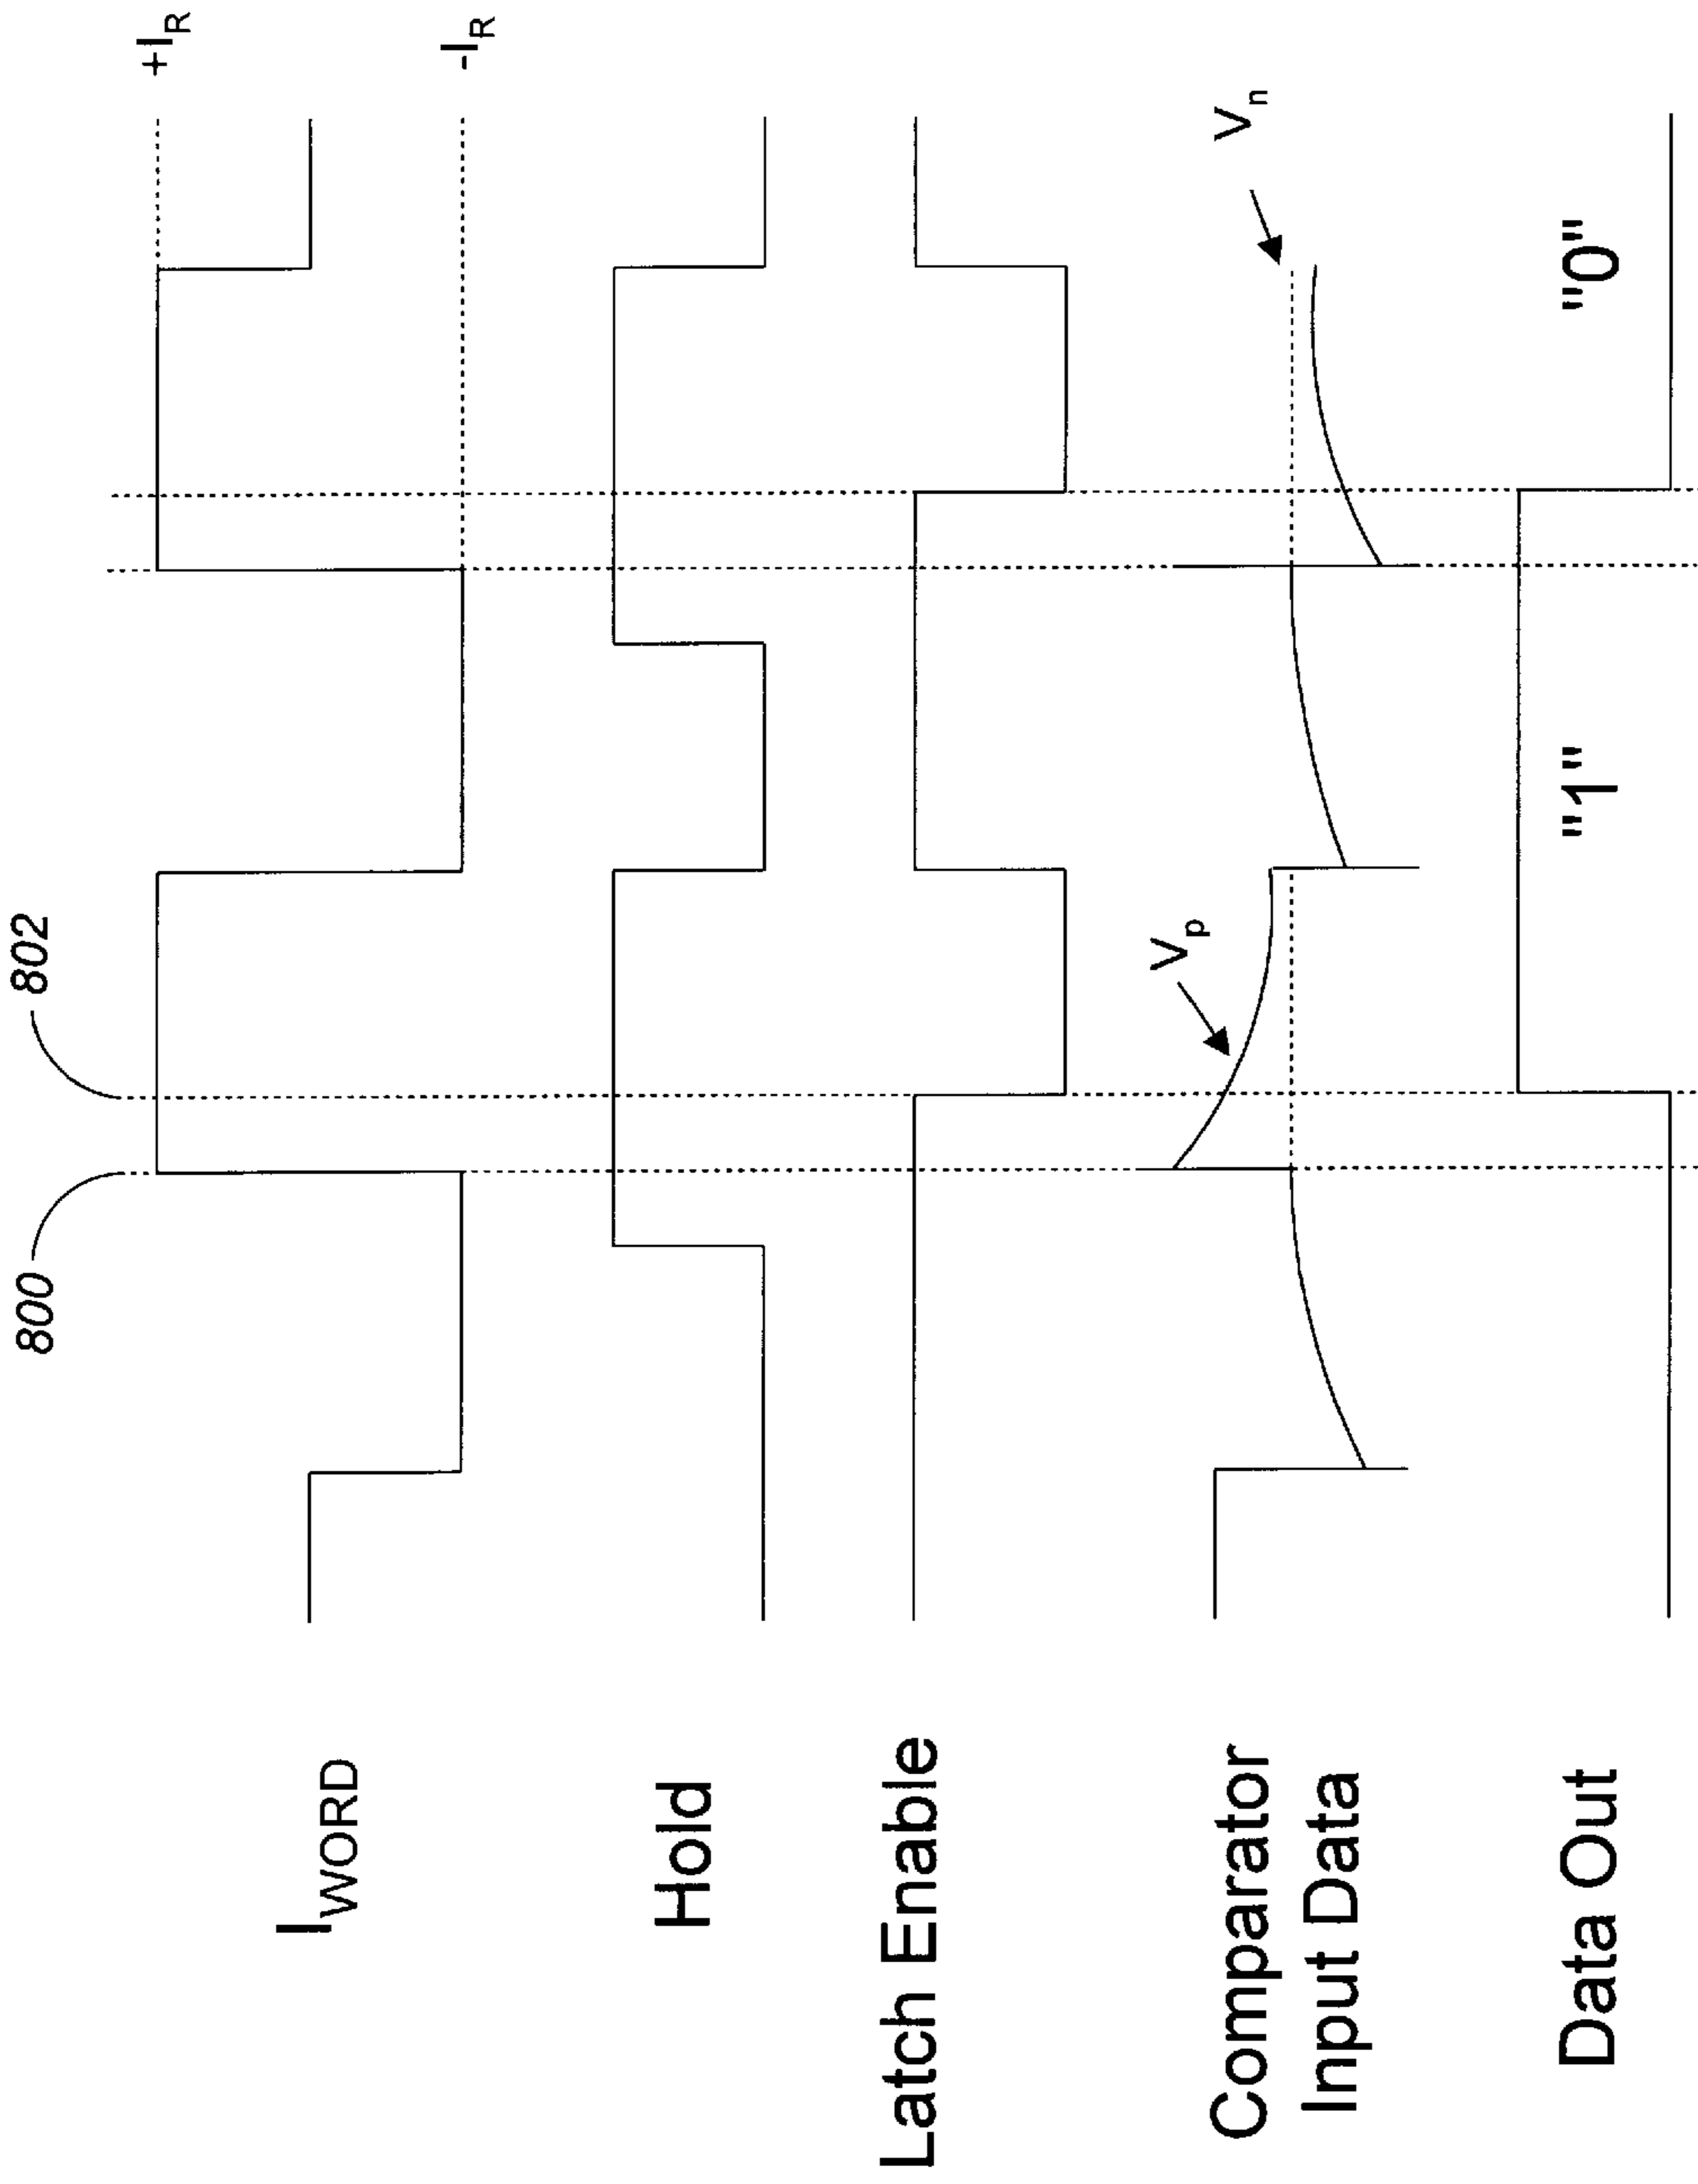 800
802
I_WORD
+I_R
-I_R
Hold
Latch Enable
Comparator
Input Data
V_p
V_n
Data Out
"1"
"0"